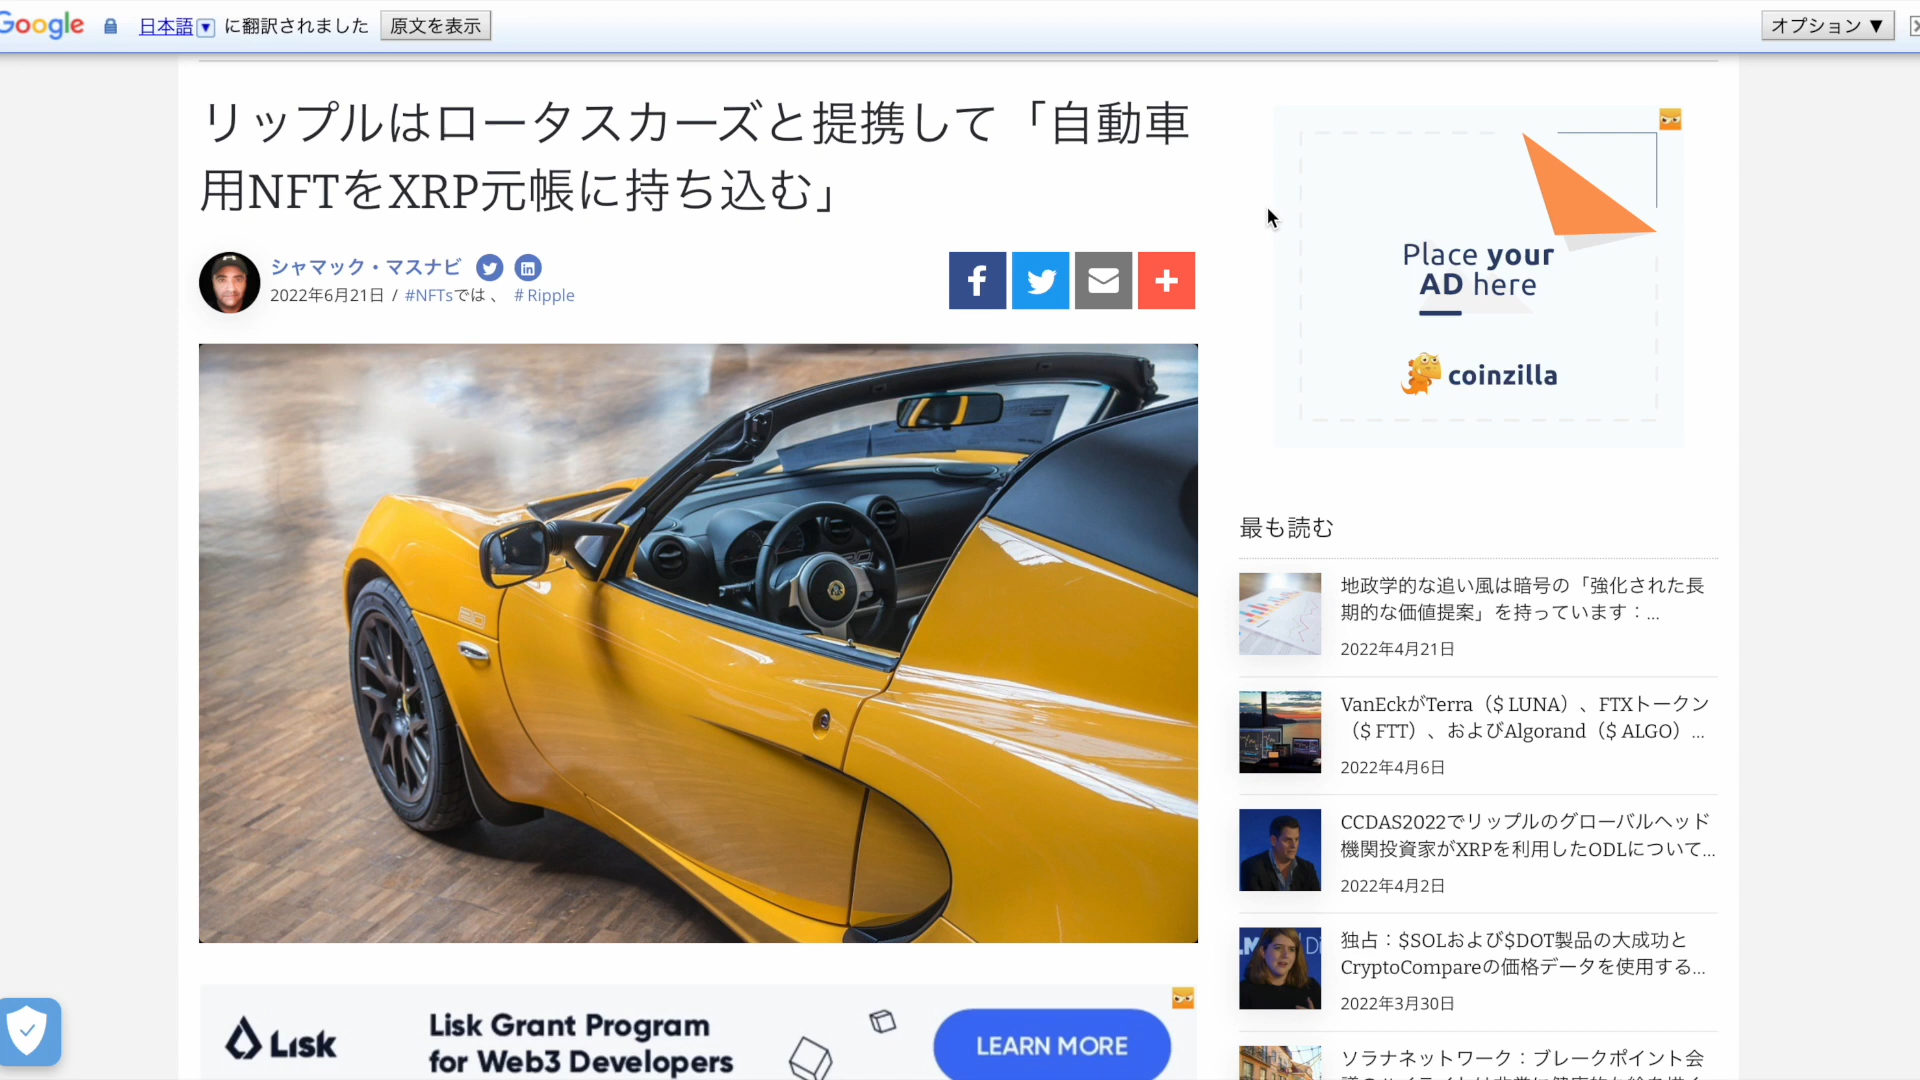 Google 日本語 ▼ に翻訳されました 原文を表示 オプション ▼
リップルはロータスカーズと提携して「自動車
用NFTをXRP元帳に持ち込む」
シャマック・マスナビ
2022年6月21日 / #NFTsでは 、 # Ripple
Place your
AD here
coinzilla
最も読む
地政学的な追い風は暗号の「強化された長
期的な価値提案」を持っています：...
2022年4月21日
VanEckがTerra（$ LUNA）、FTXトークン
（$ FTT）、およびAlgorand（$ ALGO）...
2022年4月6日
CCDAS2022でリップルのグローバルヘッド
機関投資家がXRPを利用したODLについて...
2022年4月2日
独占：$SOLおよび$DOT製品の大成功と
CryptoCompareの価格データを使用する...
2022年3月30日
ソラナネットワーク：ブレークポイント会
Lisk
Lisk Grant Program
for Web3 Developers
LEARN MORE